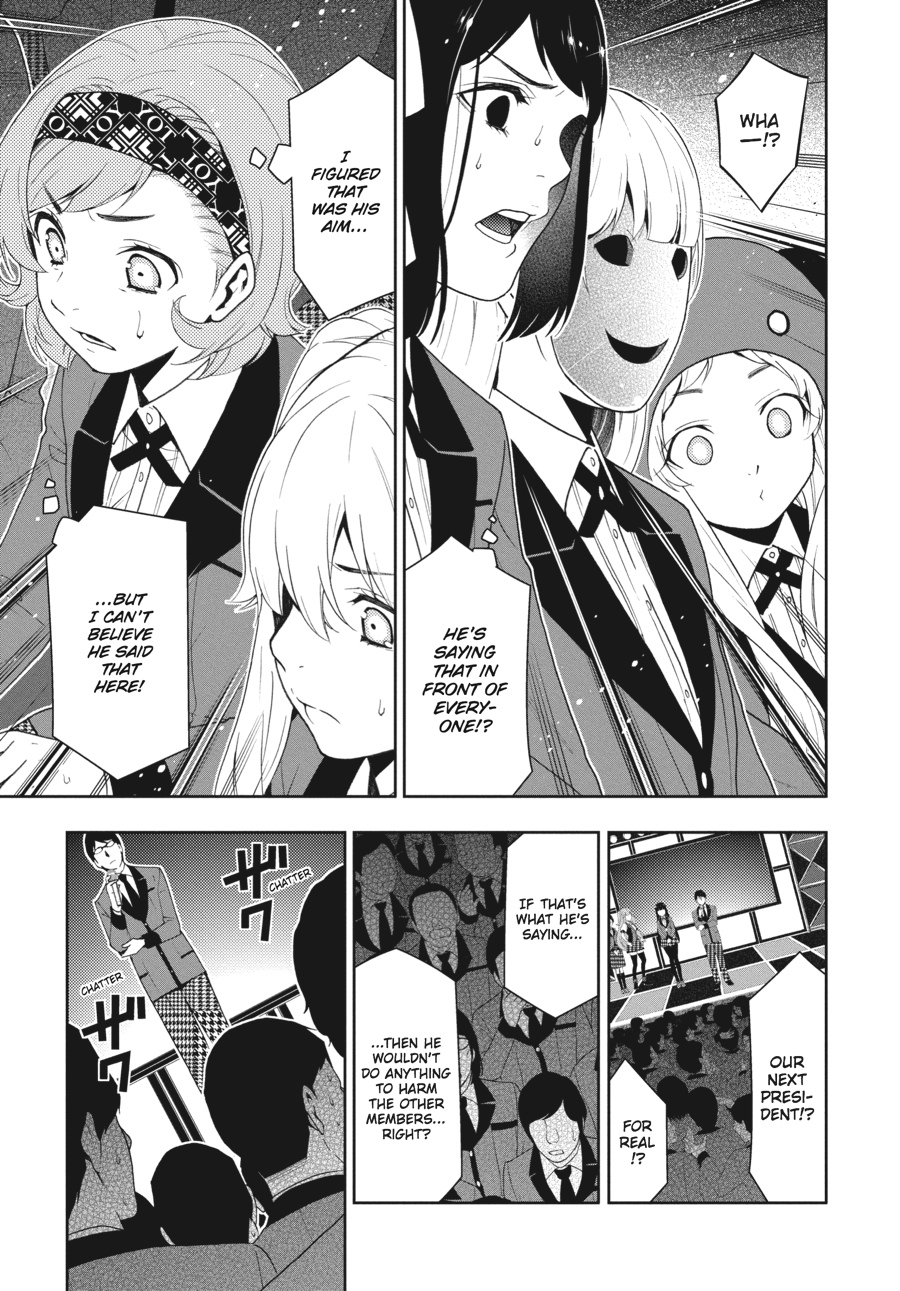 WHA
—!?
HE'S
SAYING
THAT IN
FRONT OF
EVERY-
ONE!?
I
FIGURED
THAT
WAS HIS
AIM...
...BUT
I CAN'T
BELIEVE
HE SAID
THAT
HERE!
OUR
NEXT
PRESI-
DENT!?
FOR
REAL
!?
IF THAT'S
WHAT HE'S
SAYING...
...THEN HE
WOULDN'T
DO ANYTHING
TO HARM
THE OTHER
MEMBERS...
RIGHT?
ザワ
CHATTER
CHATTER
ザワ